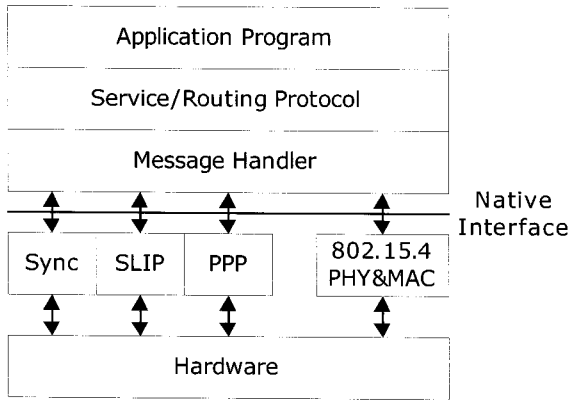 Application Program
Service/Routing Protocol
Message Handler
Native
Interface
Sync
SLIP
PPP
802.15.4
PHY&MAC
Hardware